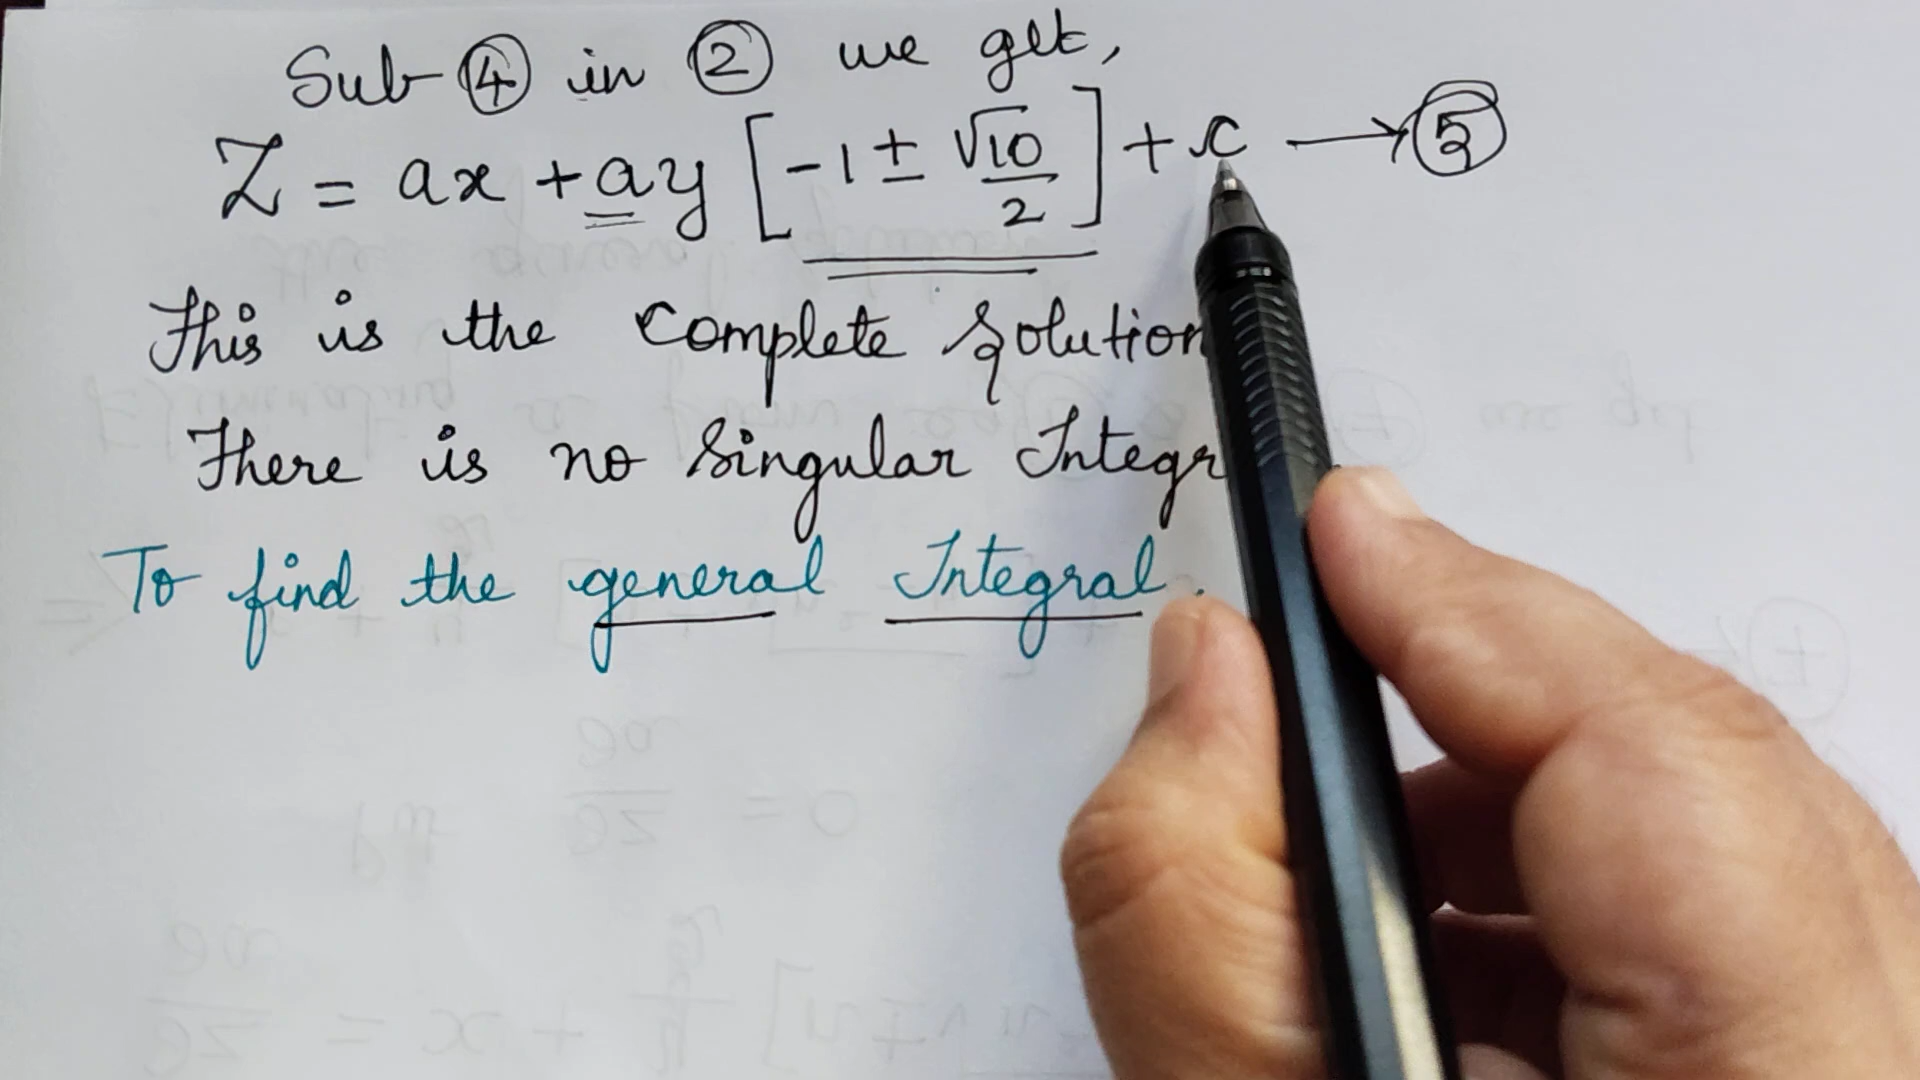 Sub ④ in ② we get,
Z = ax + ay [-1 ± √10/2] + c → ⑤
This is the Complete Solution
There is no Singular Integr
To find the general Integral.